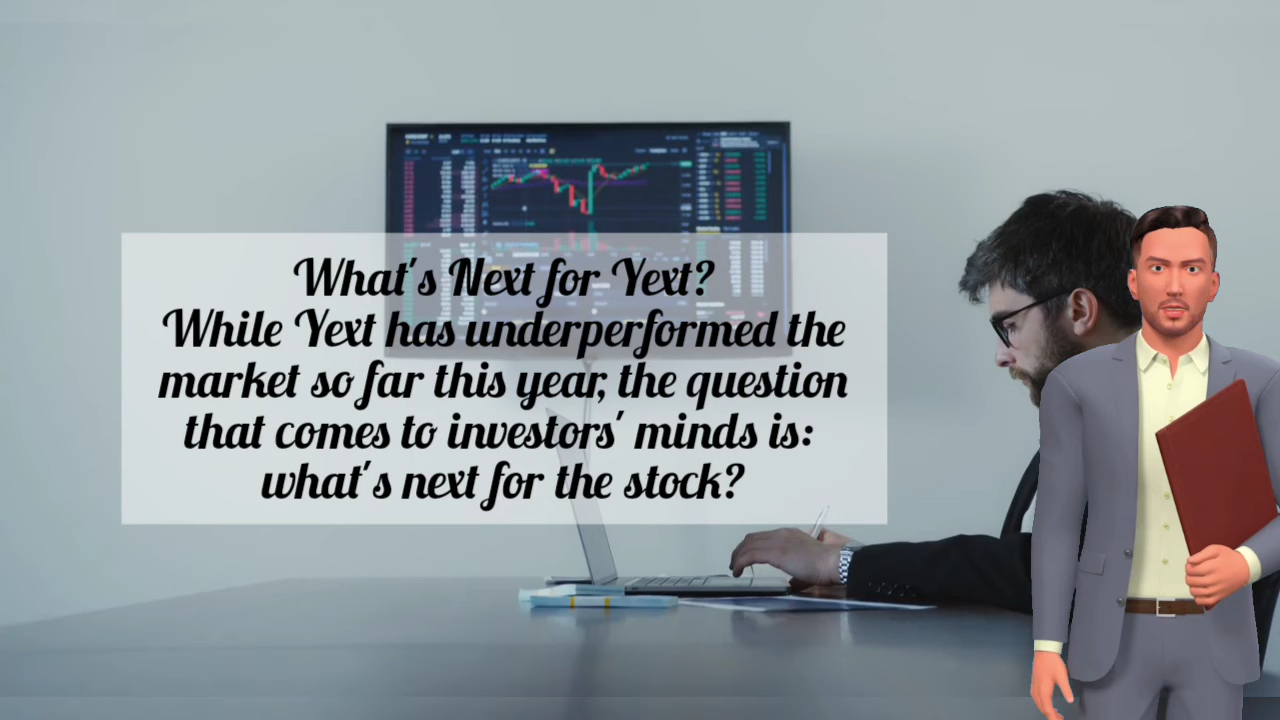 What's Next for Yext?
While Yext has underperformed the
market so far this year, the question
that comes to investors' minds is:
what's next for the stock?